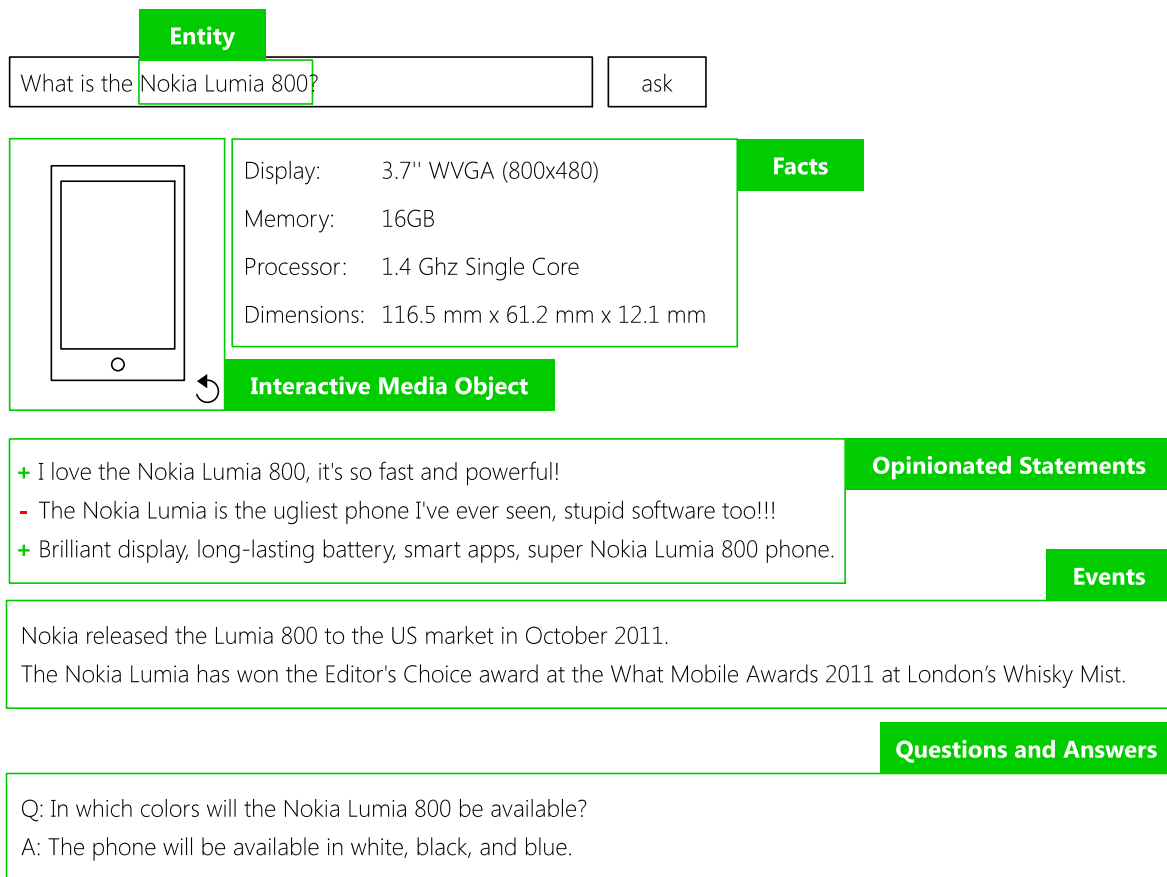 Entity
What is the Nokia Lumia 800?
ask
Display: 3.7'' WVGA (800x480)
Facts
Memory: 16GB
Processor: 1.4 Ghz Single Core
Dimensions: 116.5 mm x 61.2 mm x 12.1 mm
Interactive Media Object
Opinionated Statements
+ I love the Nokia Lumia 800, it's so fast and powerful!
- The Nokia Lumia is the ugliest phone I've ever seen, stupid software too!!!
+ Brilliant display, long-lasting battery, smart apps, super Nokia Lumia 800 phone.
Events
Nokia released the Lumia 800 to the US market in October 2011.
The Nokia Lumia has won the Editor's Choice award at the What Mobile Awards 2011 at London’s Whisky Mist.
Questions and Answers
Q: In which colors will the Nokia Lumia 800 be available?
A: The phone will be available in white, black, and blue.